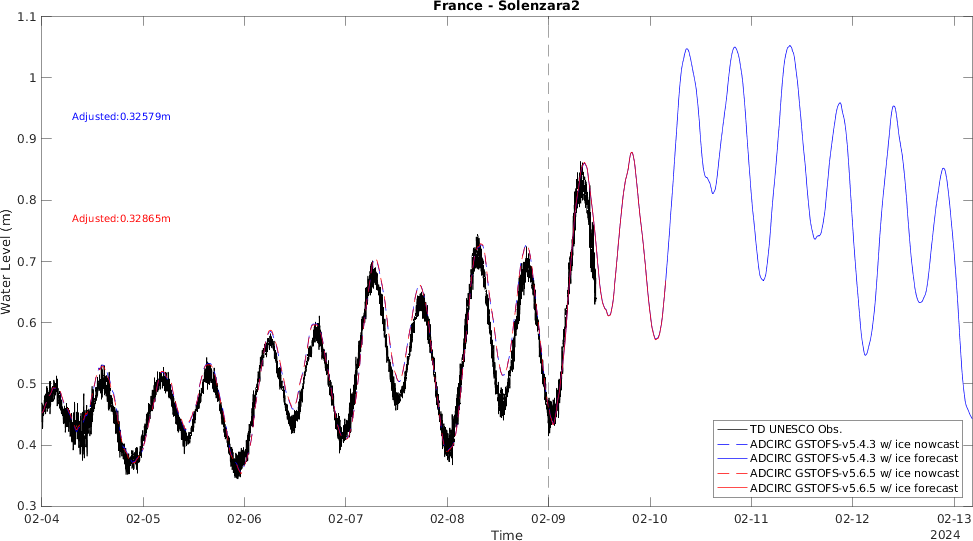 France - Solenzara2
1.1
1
0.9
0.8
0.7
0.6
0.5
0.4
0.3
Water Level (m)
Adjusted:0.32579m
Adjusted:0.32865m
TD UNESCO Obs.
ADCIRC GSTOFS-v5.4.3 w/ ice nowcast
ADCIRC GSTOFS-v5.4.3 w/ ice forecast
ADCIRC GSTOFS-v5.6.5 w/ ice nowcast
ADCIRC GSTOFS-v5.6.5 w/ ice forecast
02-04 02-05 02-06 02-07 02-08 02-09 02-10 02-11 02-12 02-13
Time
2024